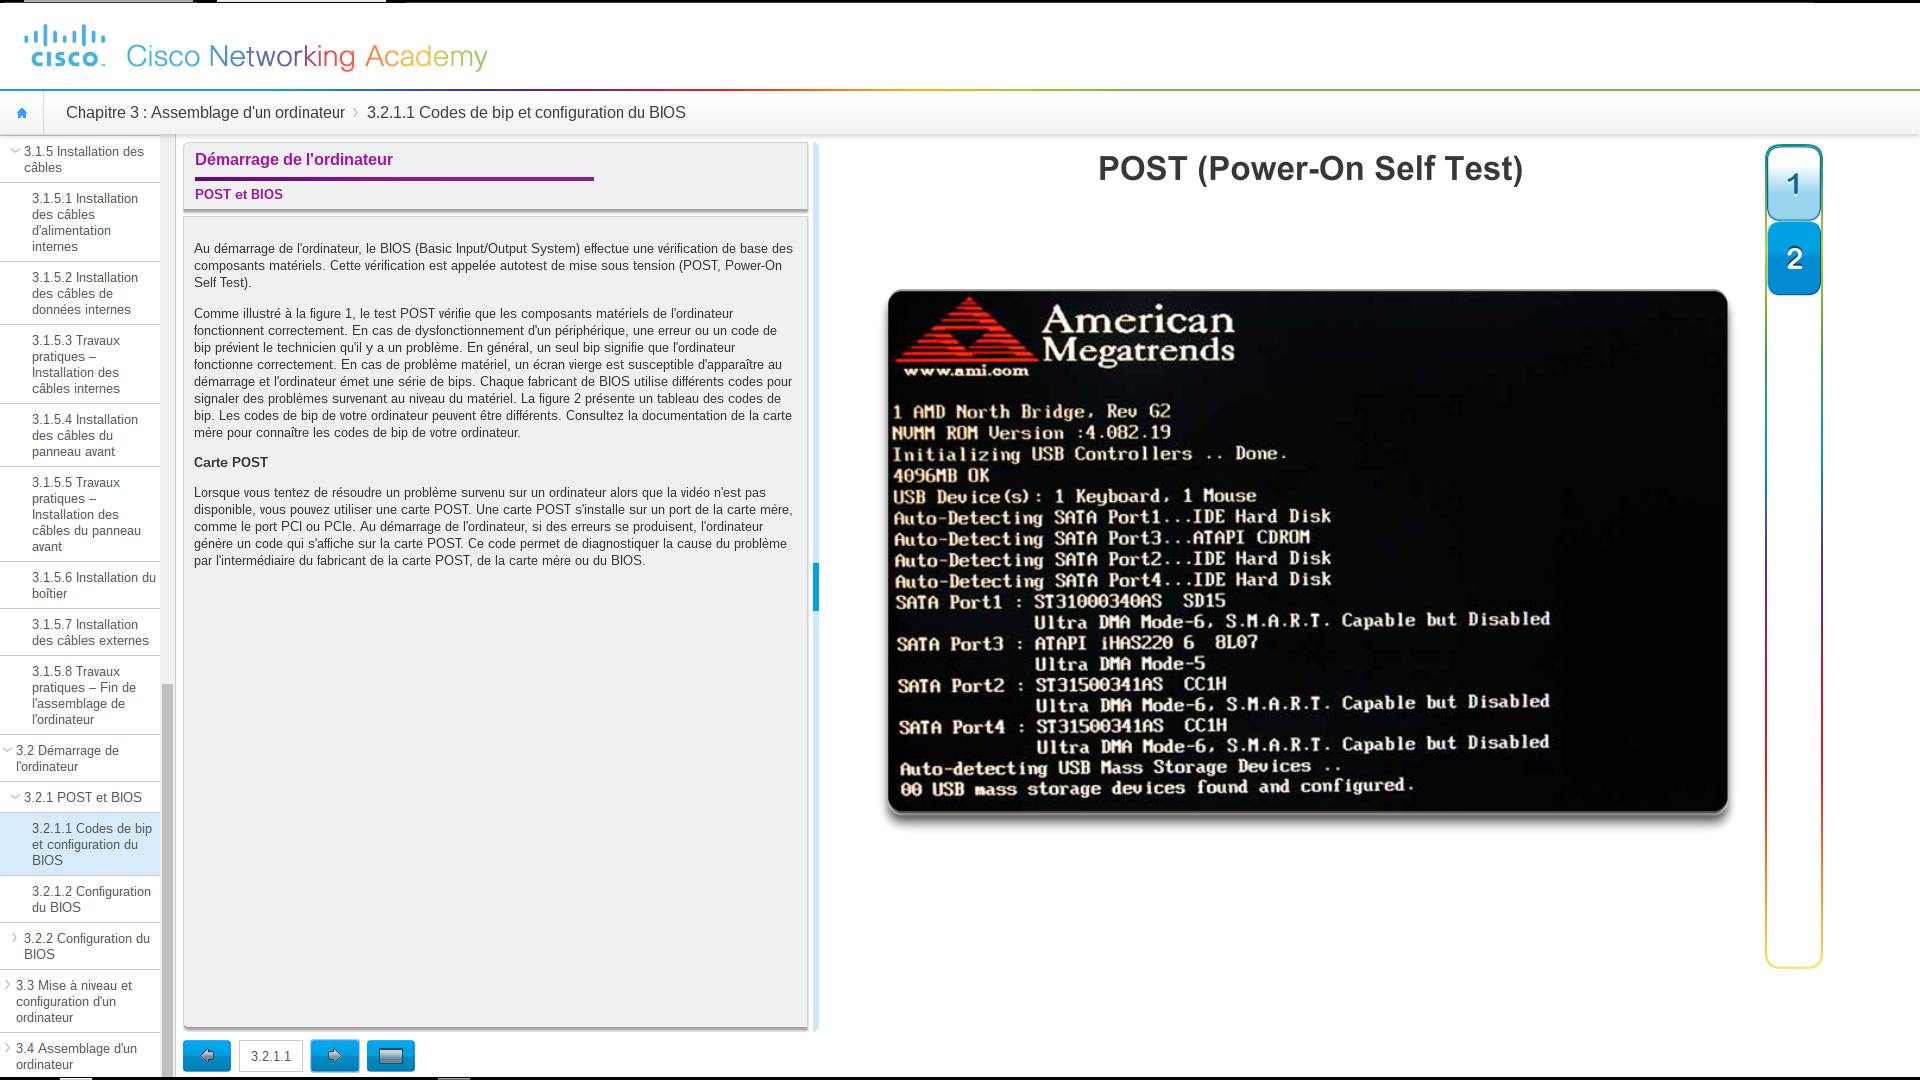 cisco
Cisco Networking Academy
Chapitre 3 : Assemblage d'un ordinateur
3.2.1.1 Codes de bip et configuration du BIOS
3.1.5 Installation des
câbles
3.1.5.1 Installation
des câbles
d'alimentation
internes
3.1.5.2 Installation
des câbles de
données internes
3.1.5.3 Travaux
pratiques –
Installation des
câbles internes
3.1.5.4 Installation
des câbles du
panneau avant
3.1.5.5 Travaux
pratiques –
Installation des
câbles du panneau
avant
3.1.5.6 Installation du
boîtier
3.1.5.7 Installation
des câbles externes
3.1.5.8 Travaux
pratiques – Fin de
l'assemblage de
l'ordinateur
3.2 Démarrage de
l'ordinateur
3.2.1 POST et BIOS
3.2.1.1 Codes de bip
et configuration du
BIOS
3.2.1.2 Configuration
du BIOS
3.2.2 Configuration du
BIOS
3.3 Mise à niveau et
configuration d'un
ordinateur
3.4 Assemblage d'un
ordinateur
Démarrage de l'ordinateur
POST et BIOS
Au démarrage de l'ordinateur, le BIOS (Basic Input/Output System) effectue une vérification de base des
composants matériels. Cette vérification est appelée autotest de mise sous tension (POST, Power-On
Self Test).
Comme illustré à la figure 1, le test POST vérifie que les composants matériels de l'ordinateur
fonctionnent correctement. En cas de dysfonctionnement d'un périphérique, une erreur ou un code de
bip prévient le technicien qu'il y a un problème. En général, un seul bip signifie que l'ordinateur
fonctionne correctement. En cas de problème matériel, un écran vierge est susceptible d'apparaître au
démarrage et l'ordinateur émet une série de bips. Chaque fabricant de BIOS utilise différents codes pour
signaler des problèmes survenant au niveau du matériel. La figure 2 présente un tableau des codes de
bip. Les codes de bip de votre ordinateur peuvent être différents. Consultez la documentation de la carte
mère pour connaître les codes de bip de votre ordinateur.
Carte POST
Lorsque vous tentez de résoudre un problème survenu sur un ordinateur alors que la vidéo n'est pas
disponible, vous pouvez utiliser une carte POST. Une carte POST s'installe sur un port de la carte mère,
comme le port PCI ou PCIe. Au démarrage de l'ordinateur, si des erreurs se produisent, l'ordinateur
génère un code qui s'affiche sur la carte POST. Ce code permet de diagnostiquer la cause du problème
par l'intermédiaire du fabricant de la carte POST, de la carte mère ou du BIOS.
3.2.1.1
POST (Power-On Self Test)
American
Megatrends
www.ami.com
1 AMD North Bridge, Rev G2
NVMM ROM Version :4.082.19
Initializing USB Controllers .. Done.
4096MB OK
USB Device(s): 1 Keyboard, 1 Mouse
Auto-Detecting SATA Port1...IDE Hard Disk
Auto-Detecting SATA Port3...ATAPI CDROM
Auto-Detecting SATA Port2...IDE Hard Disk
Auto-Detecting SATA Port4...IDE Hard Disk
SATA Port1 : ST31000340AS SD15
Ultra DMA Mode-6, S.M.A.R.T. Capable but Disabled
SATA Port3 : ATAPI iHAS220 6 8L07
Ultra DMA Mode-5
SATA Port2 : ST31500341AS CC1H
Ultra DMA Mode-6, S.M.A.R.T. Capable but Disabled
SATA Port4 : ST31500341AS CC1H
Ultra DMA Mode-6, S.M.A.R.T. Capable but Disabled
Auto-detecting USB Mass Storage Devices ..
00 USB mass storage devices found and configured.
1
2